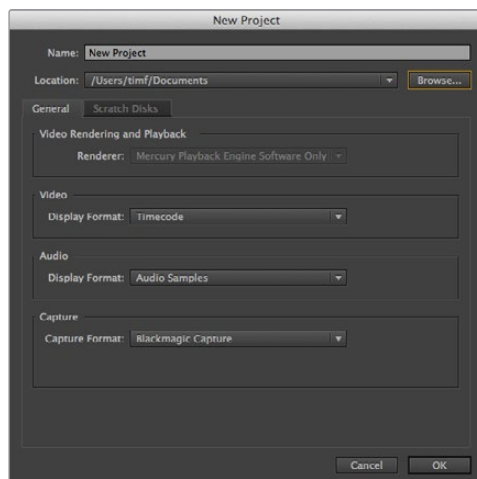 New Project
Name: New Project
Location: /Users/timf/Documents Browse...
General Scratch Disks
Video Rendering and Playback
Renderer: Mercury Playback Engine Software Only
Video
Display Format: Timecode
Audio
Display Format: Audio Samples
Capture
Capture Format: Blackmagic Capture
Cancel OK